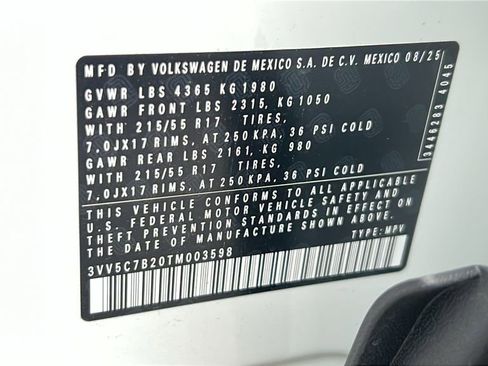 MFD BY VOLKSWAGEN DE MEXICO S.A. DE C.V. MEXICO 08/25
GVWR LBS 4365 KG 1980
GAWR FRONT LBS 2315, KG 1050
WITH 215/55 R17 TIRES,
7,0JX17 RIMS, AT 250 KPA, 36 PSI COLD
GAWR REAR LBS 2161, KG 980
WITH 215/55 R17 TIRES,
7,0JX17 RIMS, AT 250 KPA, 36 PSI COLD
THIS VEHICLE CONFORMS TO ALL APPLICABLE
U.S. FEDERAL MOTOR VEHICLE SAFETY AND
THEFT PREVENTION STANDARDS IN EFFECT ON
THE DATE OF MANUFACTURE SHOWN ABOVE.
3VV5C7B20TM003598 TYPE: MPV
3446283 4045